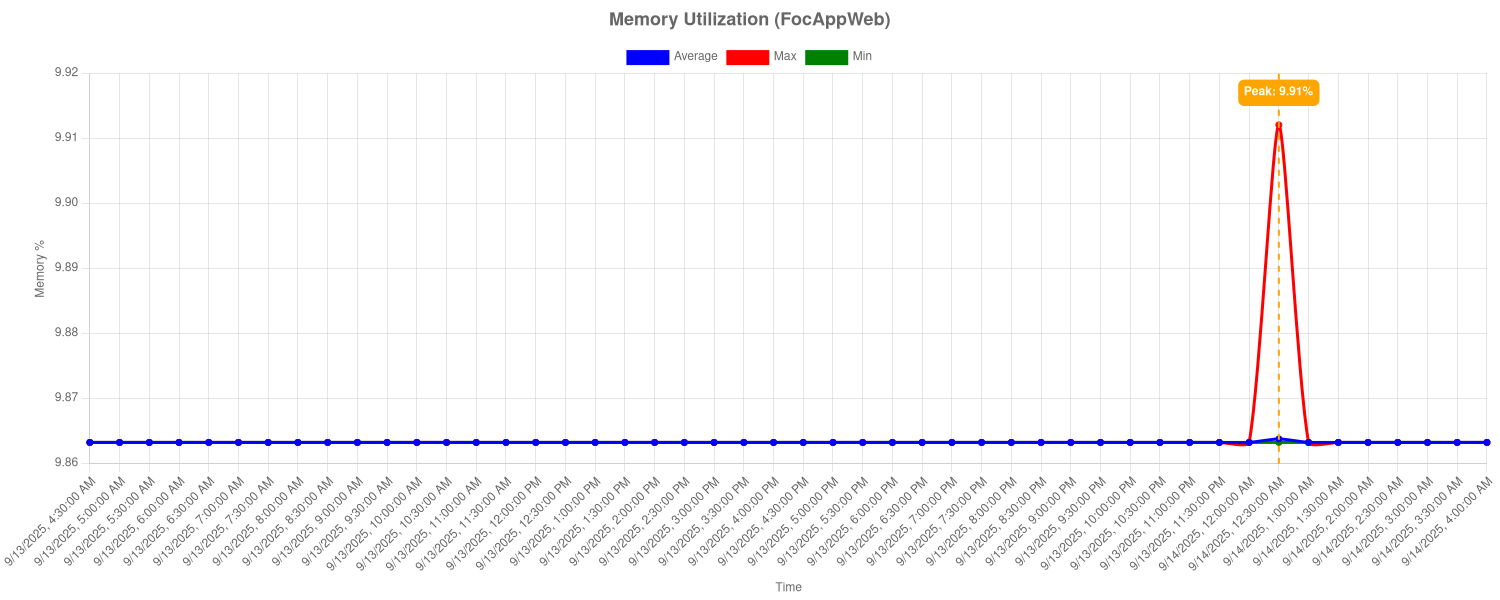 Memory Utilization (FocAppWeb)
Average Max Min
Peak: 9.91%
9.92
9.91
9.90
9.89
9.88
9.87
9.86
Memory %
9/13/2025, 4:30:00 AM
9/13/2025, 5:00:00 AM
9/13/2025, 5:30:00 AM
9/13/2025, 6:00:00 AM
9/13/2025, 6:30:00 AM
9/13/2025, 7:00:00 AM
9/13/2025, 7:30:00 AM
9/13/2025, 8:00:00 AM
9/13/2025, 8:30:00 AM
9/13/2025, 9:00:00 AM
9/13/2025, 9:30:00 AM
9/13/2025, 10:00:00 AM
9/13/2025, 10:30:00 AM
9/13/2025, 11:00:00 AM
9/13/2025, 11:30:00 AM
9/13/2025, 12:00:00 PM
9/13/2025, 12:30:00 PM
9/13/2025, 1:00:00 PM
9/13/2025, 1:30:00 PM
9/13/2025, 2:00:00 PM
9/13/2025, 2:30:00 PM
9/13/2025, 3:00:00 PM
9/13/2025, 3:30:00 PM
9/13/2025, 4:00:00 PM
9/13/2025, 4:30:00 PM
9/13/2025, 5:00:00 PM
9/13/2025, 5:30:00 PM
9/13/2025, 6:00:00 PM
9/13/2025, 6:30:00 PM
9/13/2025, 7:00:00 PM
9/13/2025, 7:30:00 PM
9/13/2025, 8:00:00 PM
9/13/2025, 8:30:00 PM
9/13/2025, 9:00:00 PM
9/13/2025, 9:30:00 PM
9/13/2025, 10:00:00 PM
9/13/2025, 10:30:00 PM
9/13/2025, 11:00:00 PM
9/13/2025, 11:30:00 PM
9/14/2025, 12:00:00 AM
9/14/2025, 12:30:00 AM
9/14/2025, 1:00:00 AM
9/14/2025, 1:30:00 AM
9/14/2025, 2:00:00 AM
9/14/2025, 2:30:00 AM
9/14/2025, 3:00:00 AM
9/14/2025, 3:30:00 AM
9/14/2025, 4:00:00 AM
Time